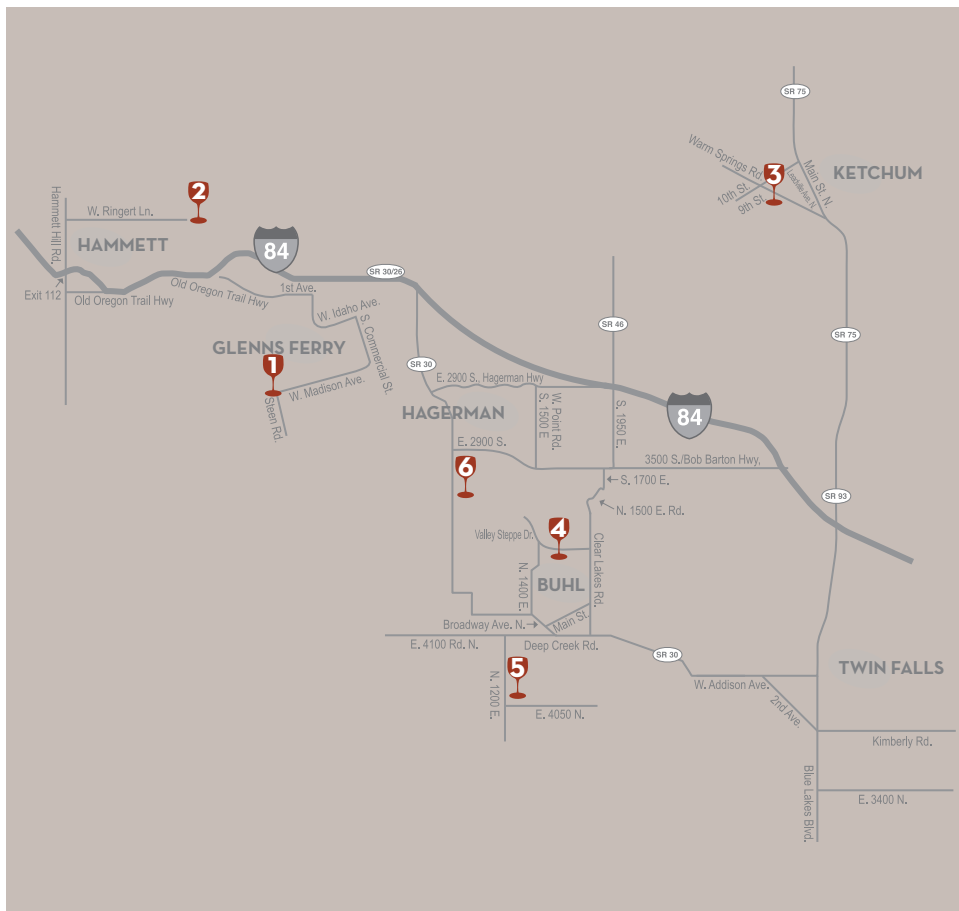 SR 75
Warm Springs Rd.
Main St. N.
Leadville Ave. N.
3
KETCHUM
10th St.
9th St.
Hammett Hill Rd.
2
W. Ringert Ln.
HAMMETT
84
Exit 112
Old Oregon Trail Hwy
Old Oregon Trail Hwy
1st Ave.
SR 30/26
W. Idaho Ave.
S. Commercial St.
GLENNS FERRY
1
W. Madison Ave.
Steen Rd.
SR 30
SR 46
SR 75
E. 2900 S., Hagerman Hwy
HAGERMAN
W. Point Rd.
S. 1500 E
S. 1950 E.
84
E. 2900 S.
6
3500 S./Bob Barton Hwy,
S. 1700 E.
N. 1500 E. Rd.
SR 93
Valley Steppe Dr.
4
Clear Lakes Rd.
N. 1400 E.
BUHL
Broadway Ave. N.
Main St.
E. 4100 Rd. N.
Deep Creek Rd.
SR 30
5
N. 1200 E.
E. 4050 N.
TWIN FALLS
W. Addison Ave.
2nd Ave.
Kimberly Rd.
Blue Lakes Blvd.
E. 3400 N.